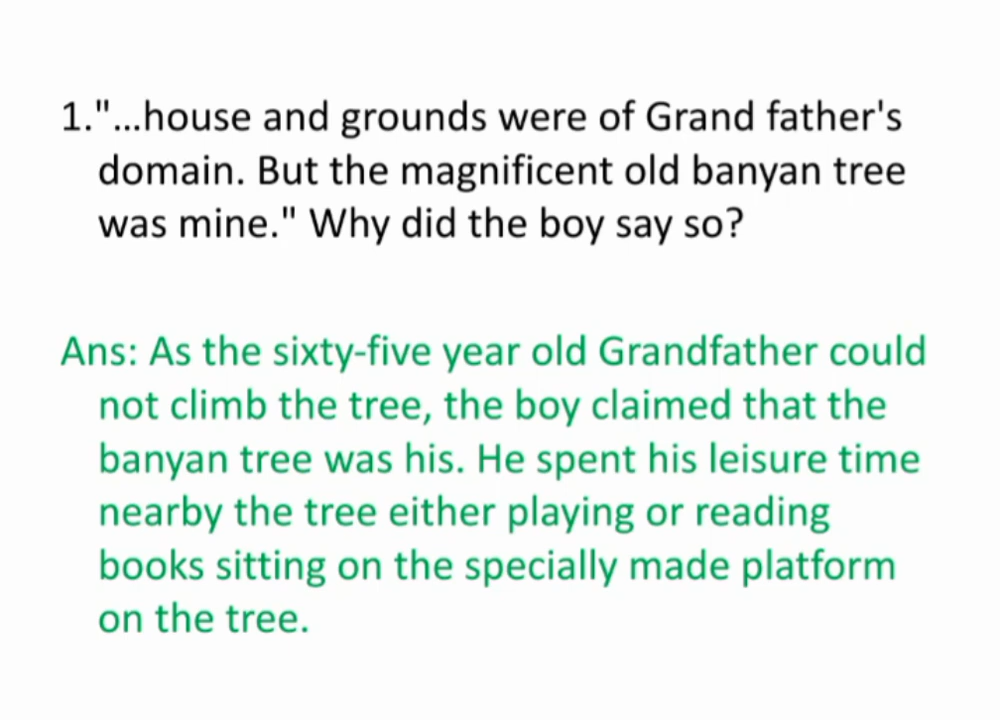 1."...house and grounds were of Grand father's
domain. But the magnificent old banyan tree
was mine." Why did the boy say so?
Ans: As the sixty-five year old Grandfather could
not climb the tree, the boy claimed that the
banyan tree was his. He spent his leisure time
nearby the tree either playing or reading
books sitting on the specially made platform
on the tree.